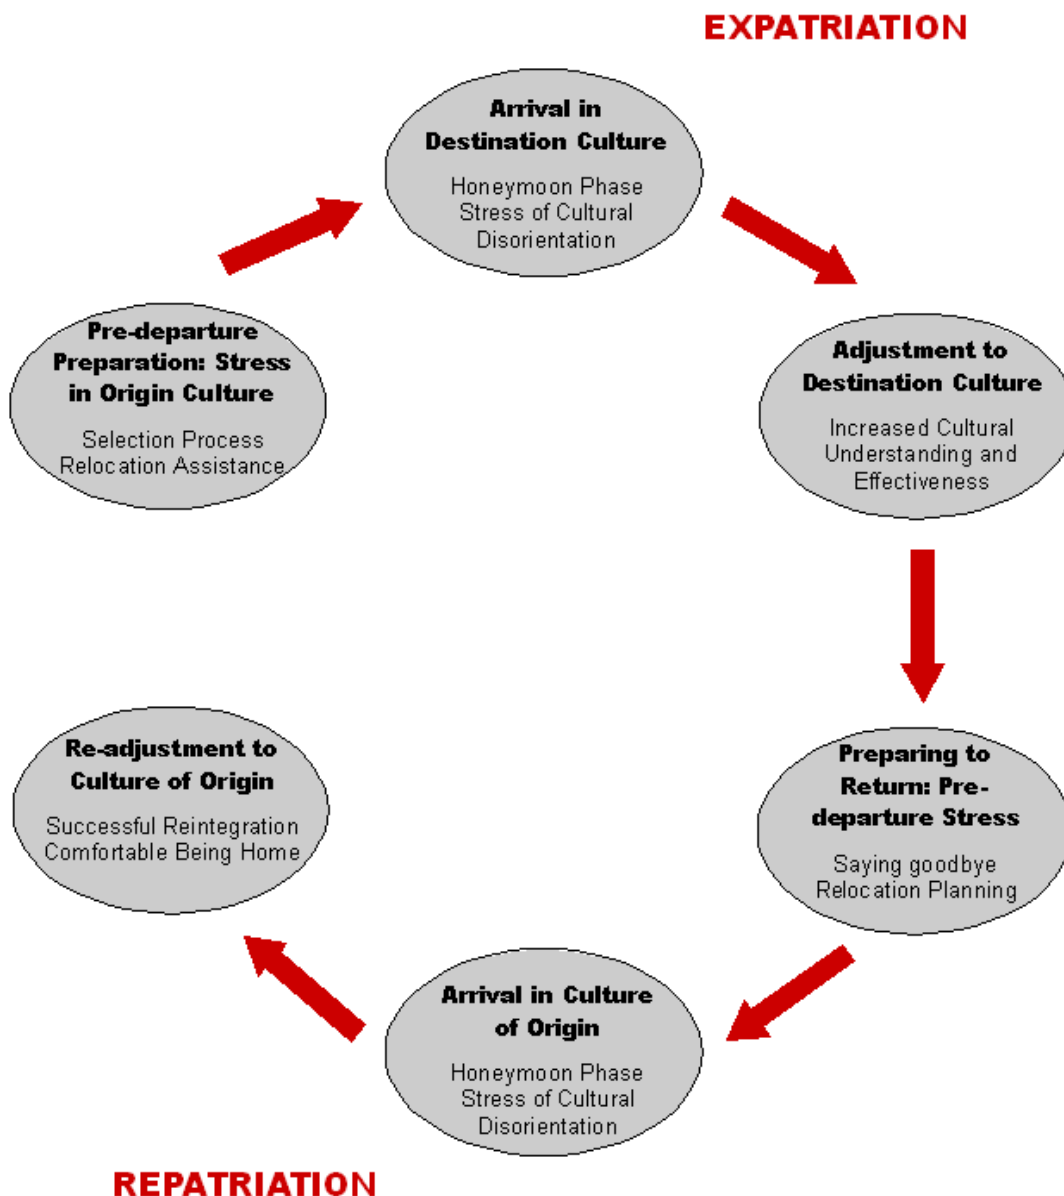 EXPATRIATION
Arrival in
Destination Culture
Honeymoon Phase
Stress of Cultural
Disorientation
Pre-departure
Preparation: Stress
in Origin Culture
Selection Process
Relocation Assistance
Adjustment to
Destination Culture
Increased Cultural
Understanding and
Effectiveness
Preparing to
Return: Pre-
departure Stress
Saying goodbye
Relocation Planning
Re-adjustment to
Culture of Origin
Successful Reintegration
Comfortable Being Home
Arrival in Culture
of Origin
Honeymoon Phase
Stress of Cultural
Disorientation
REPATRIATION